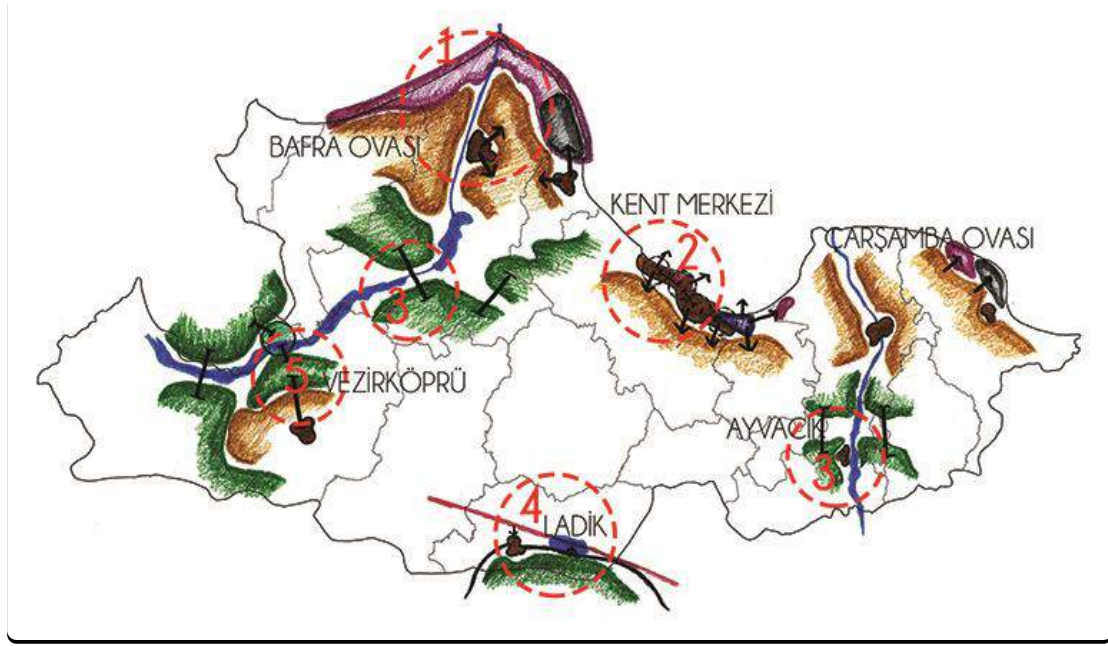 1
BAFRA OVASI
KENT MERKEZİ
2
ÇARŞAMBA OVASI
3
5
VEZİRKÖPRÜ
AYVACIK
3
4
LADİK